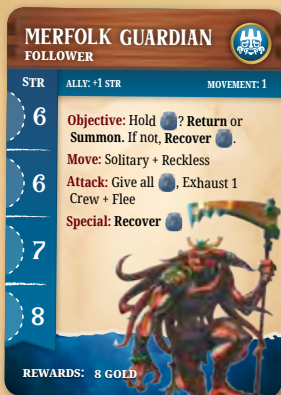 MERFOLK GUARDIAN
FOLLOWER
STR
ALLY: +1 STR
MOVEMENT: 1
6
6
7
8
Objective: Hold ? Return or
Summon. If not, Recover .
Move: Solitary + Reckless
Attack: Give all , Exhaust 1
Crew + Flee
Special: Recover
REWARDS: 8 GOLD